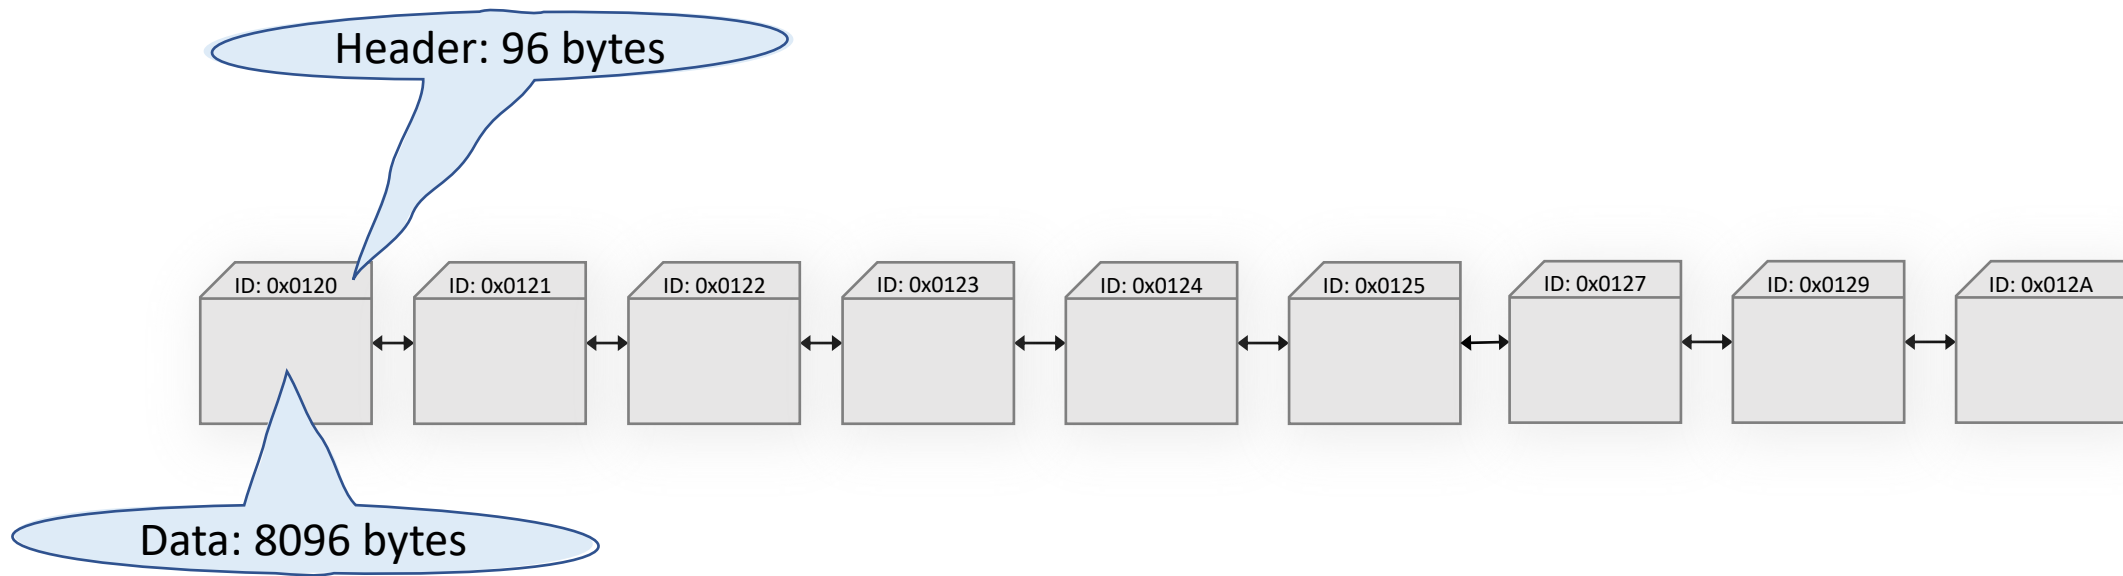 Header: 96 bytes
ID: 0x0120
ID: 0x0121
ID: 0x0122
ID: 0x0123
ID: 0x0124
ID: 0x0125
ID: 0x0127
ID: 0x0129
ID: 0x012A
Data: 8096 bytes